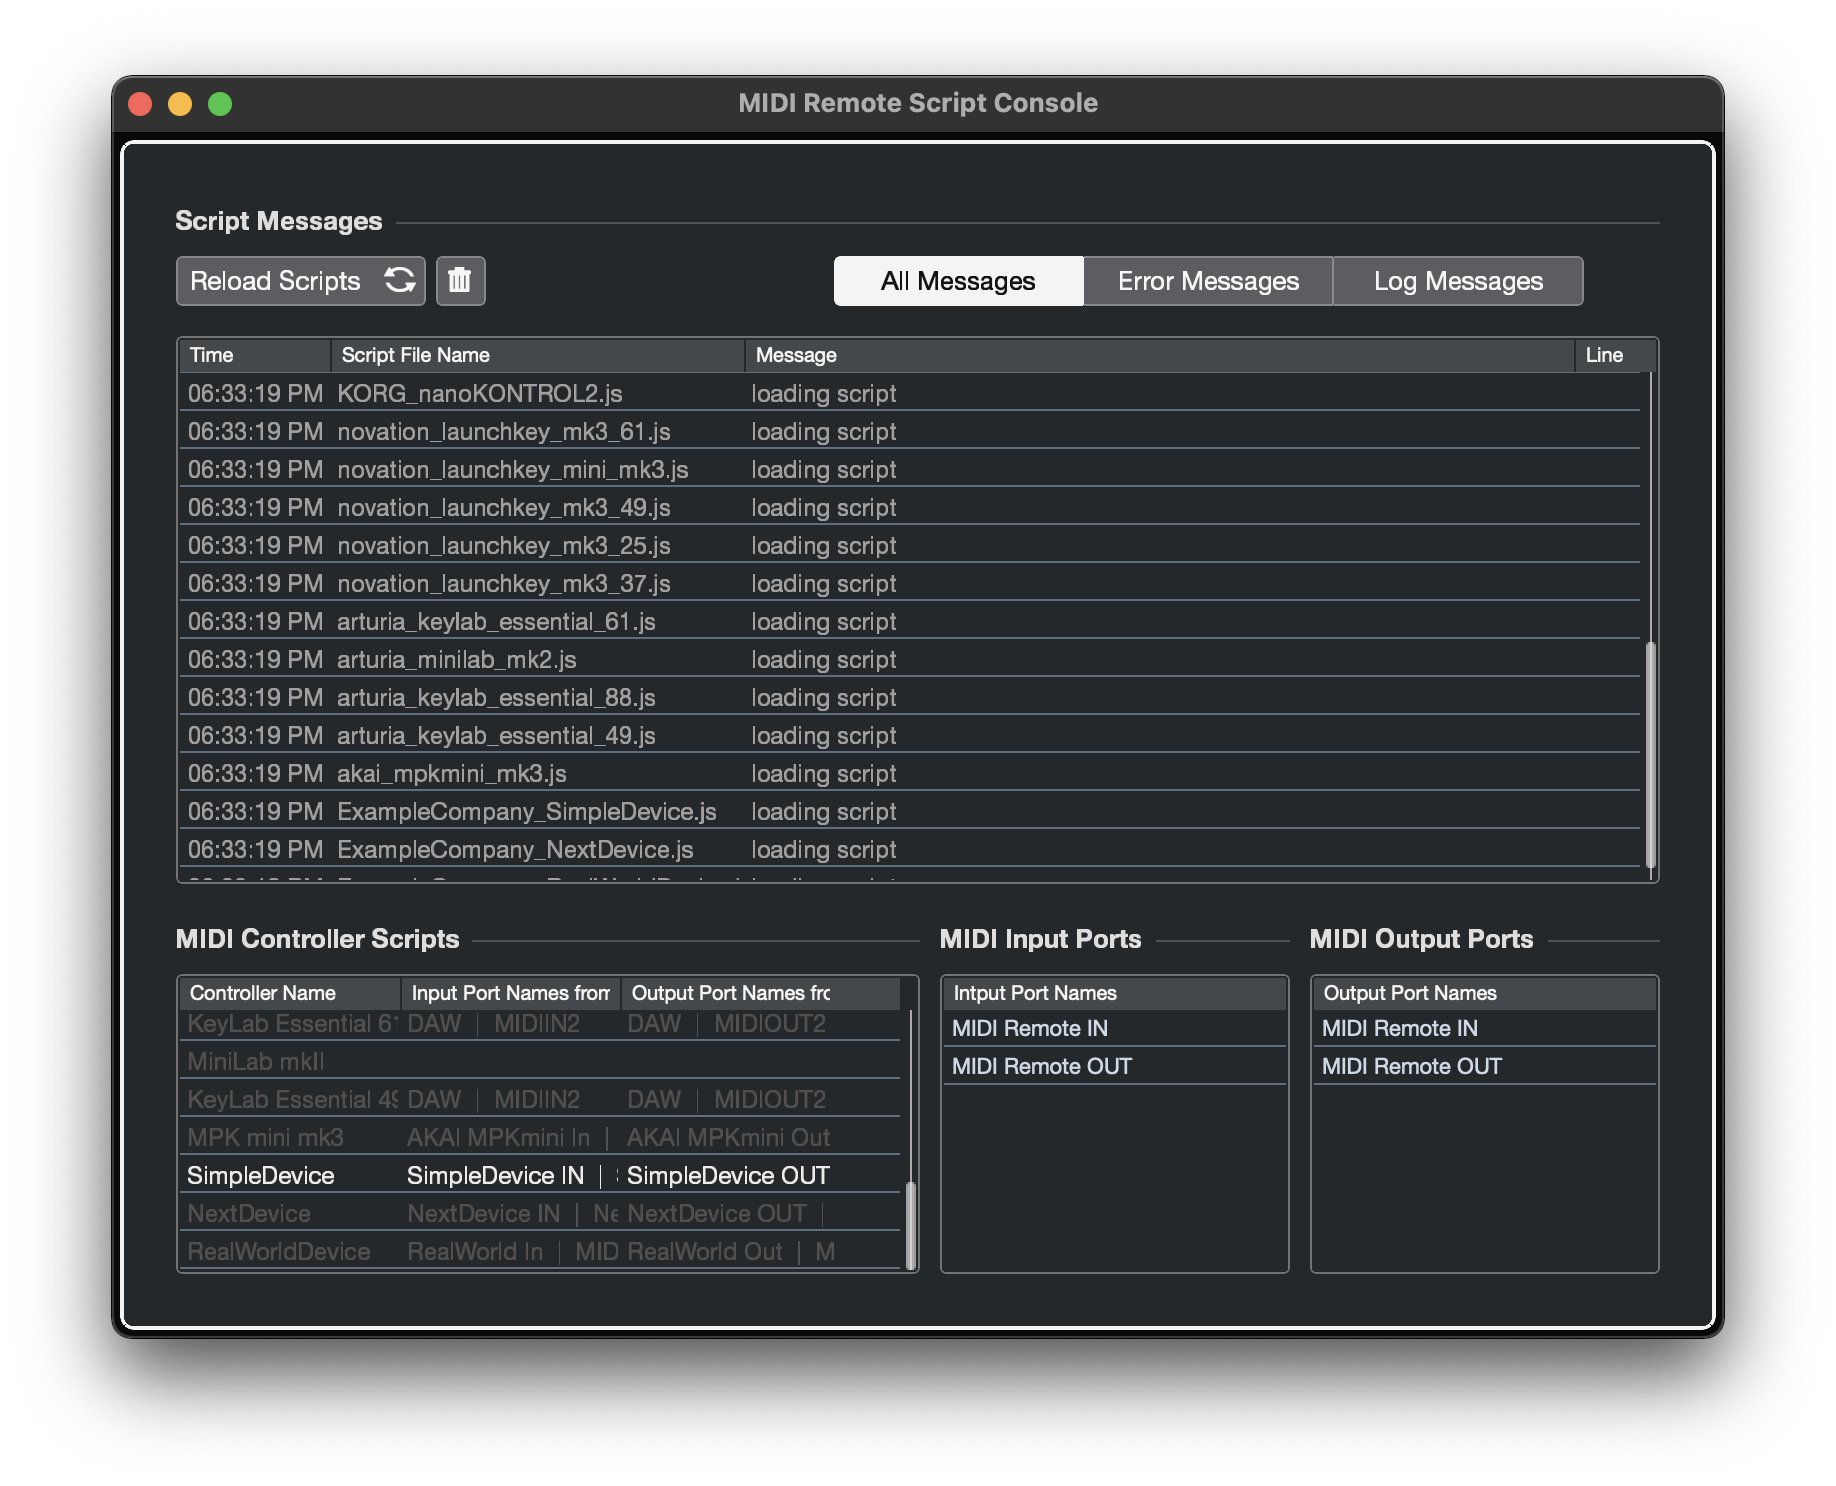 MIDI Remote Script Console
Script Messages
Reload Scripts
All Messages Error Messages Log Messages
Time Script File Name Message Line
06:33:19 PM KORG_nanoKONTROL2.js loading script
06:33:19 PM novation_launchkey_mk3_61.js loading script
06:33:19 PM novation_launchkey_mini_mk3.js loading script
06:33:19 PM novation_launchkey_mk3_49.js loading script
06:33:19 PM novation_launchkey_mk3_25.js loading script
06:33:19 PM novation_launchkey_mk3_37.js loading script
06:33:19 PM arturia_keylab_essential_61.js loading script
06:33:19 PM arturia_minilab_mk2.js loading script
06:33:19 PM arturia_keylab_essential_88.js loading script
06:33:19 PM arturia_keylab_essential_49.js loading script
06:33:19 PM akai_mpkmini_mk3.js loading script
06:33:19 PM ExampleCompany_SimpleDevice.js loading script
06:33:19 PM ExampleCompany_NextDevice.js loading script
MIDI Controller Scripts
Controller Name Input Port Names from Output Port Names frc
KeyLab Essential 61 DAW | MIDIIN2 DAW | MIDIOUT2
MiniLab mkII
KeyLab Essential 49 DAW | MIDIIN2 DAW | MIDIOUT2
MPK mini mk3 AKAI MPKmini In | AKAI MPKmini Out
SimpleDevice SimpleDevice IN | SimpleDevice OUT
NextDevice NextDevice IN | Ne NextDevice OUT |
RealWorldDevice RealWorld In | MID RealWorld Out | M
MIDI Input Ports
Intput Port Names
MIDI Remote IN
MIDI Remote OUT
MIDI Output Ports
Output Port Names
MIDI Remote IN
MIDI Remote OUT